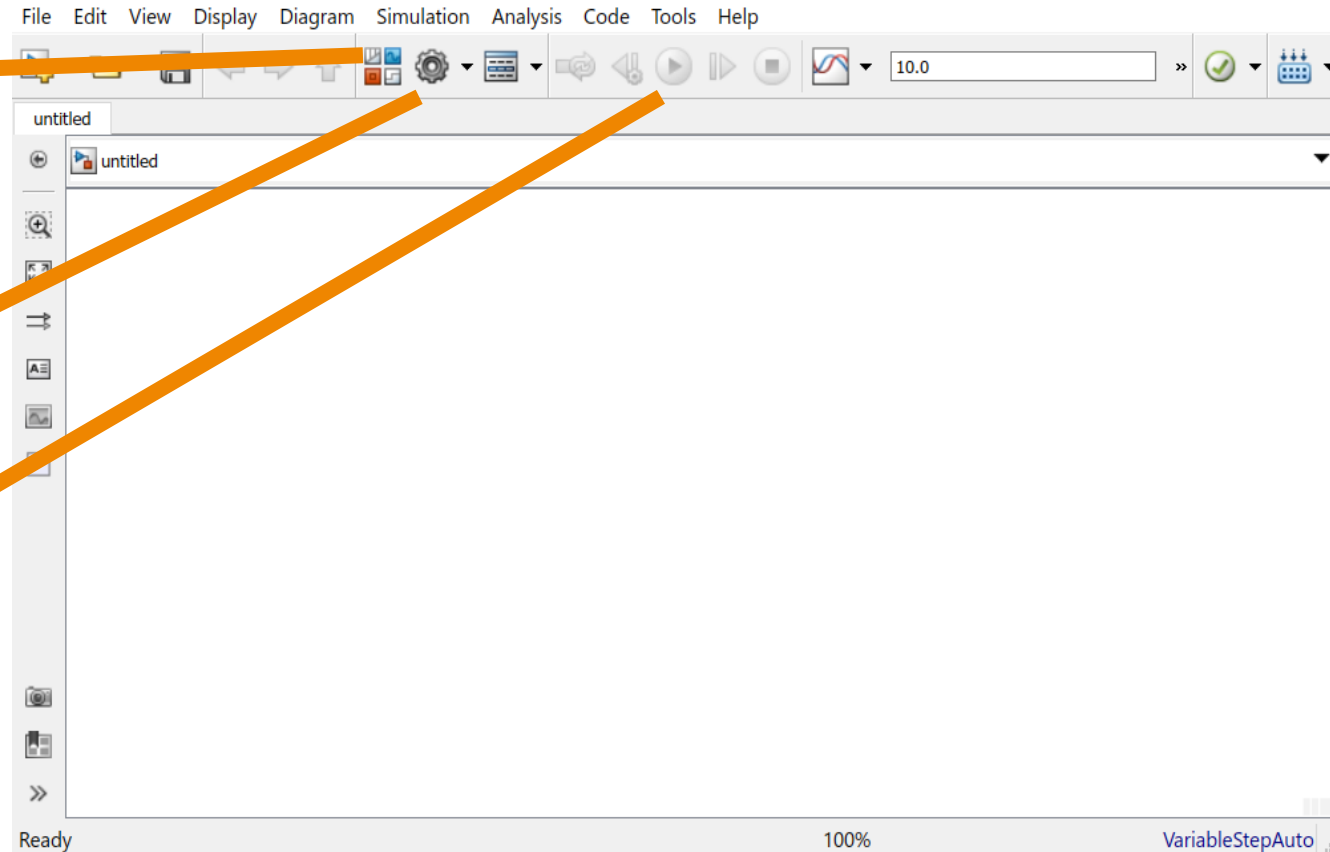 File Edit View Display Diagram Simulation Analysis Code Tools Help
10.0 »
untitled
untitled
Ready 100% VariableStepAuto